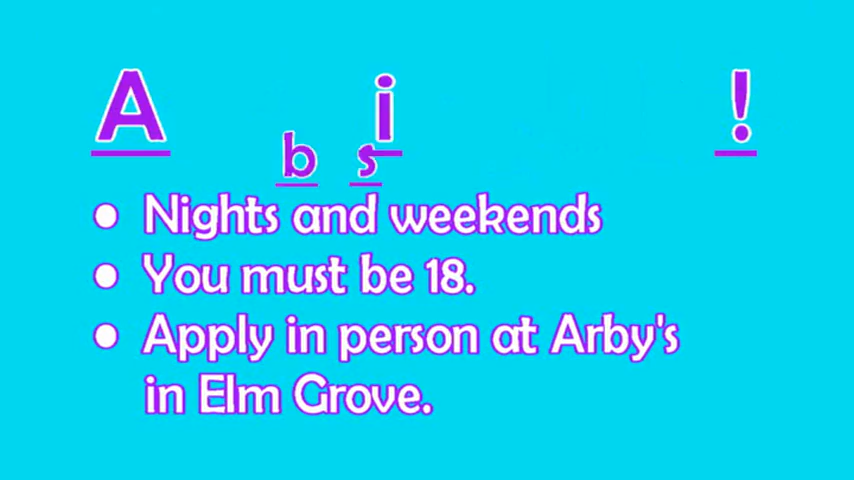 A i !
b s
• Nights and weekends
• You must be 18.
• Apply in person at Arby's
in Elm Grove.